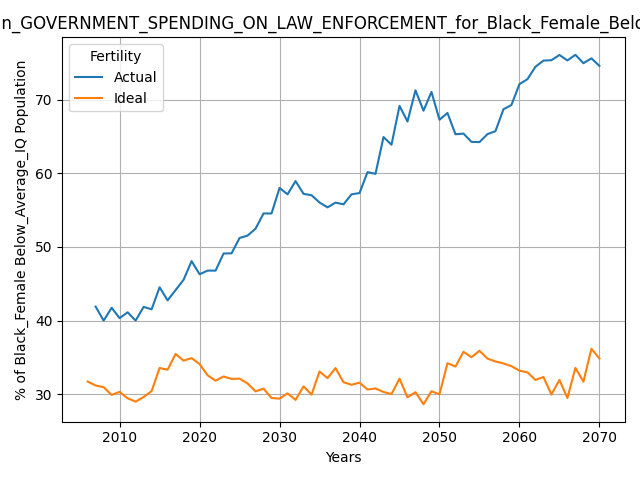 n_GOVERNMENT_SPENDING_ON_LAW_ENFORCEMENT_for_Black_Female_Belo
Fertility
Actual
Ideal
% of Black_Female Below_Average_IQ Population
70
60
50
40
30
2010 2020 2030 2040 2050 2060 2070
Years